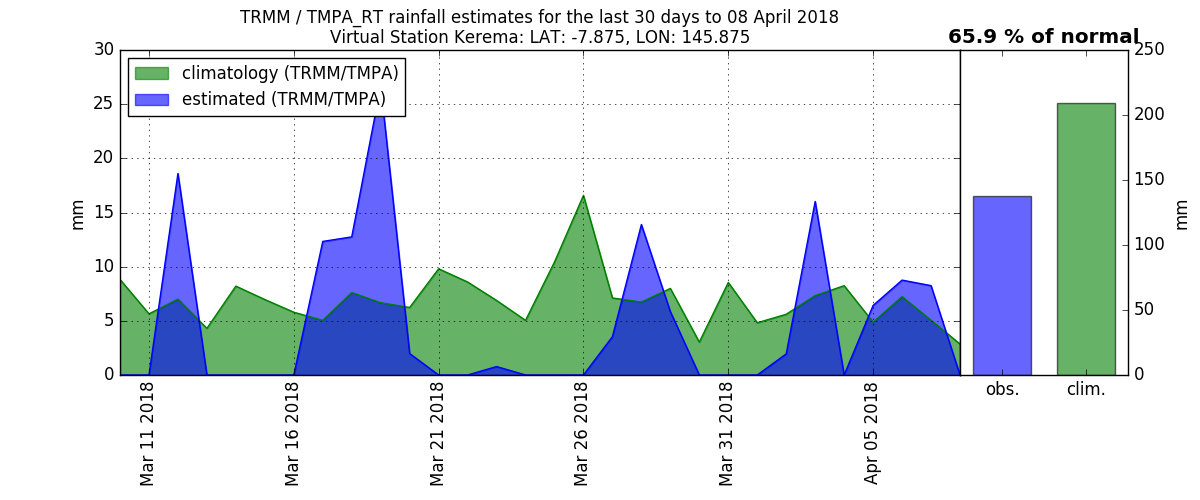 TRMM / TMPA_RT rainfall estimates for the last 30 days to 08 April 2018
Virtual Station Kerema: LAT: -7.875, LON: 145.875
65.9 % of normal
climatology (TRMM/TMPA)
estimated (TRMM/TMPA)
30
25
20
15
10
5
0
mm
Mar 11 2018
Mar 16 2018
Mar 21 2018
Mar 26 2018
Mar 31 2018
Apr 05 2018
obs.
clim.
250
200
150
100
50
0
mm